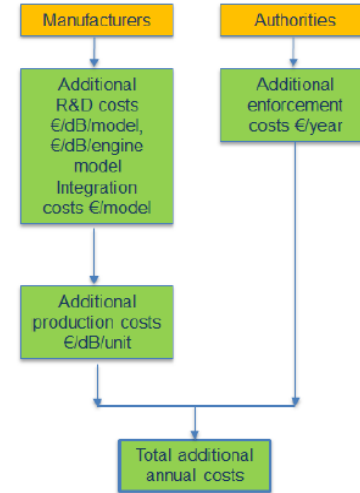 Manufacturers
Authorities
Additional
R&D costs
€/dB/model,
€/dB/engine
model
Integration
costs €/model
Additional
enforcement
costs €/year
Additional
production costs
€/dB/unit
Total additional
annual costs